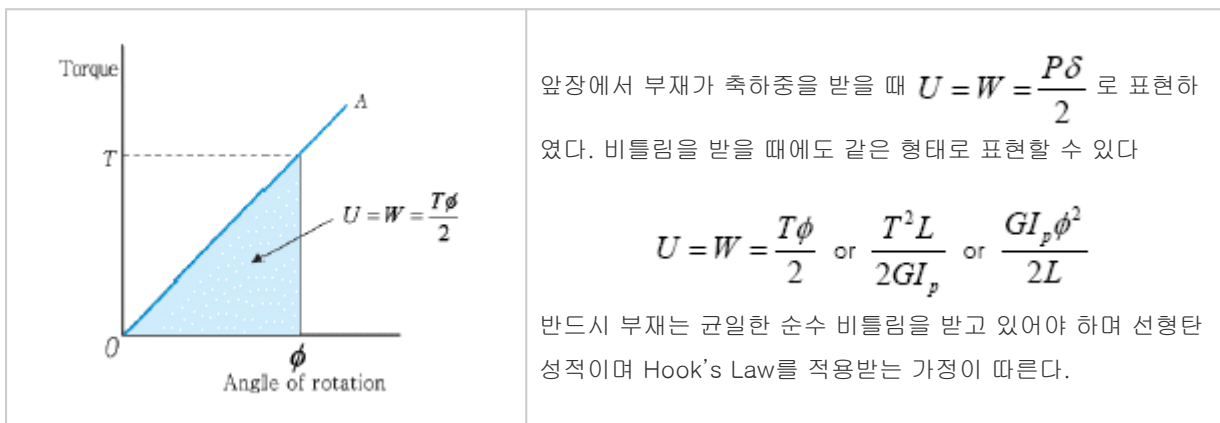 Torque
A
T
U = W = Tϕ/2
O
ϕ
Angle of rotation
앞장에서 부재가 축하중을 받을 때 U = W = Pδ/2 로 표현하
였다. 비틀림을 받을 때에도 같은 형태로 표현할 수 있다
U = W = Tϕ/2 or T²L/2GI_p or GI_pϕ²/2L
반드시 부재는 균일한 순수 비틀림을 받고 있어야 하며 선형탄
성적이며 Hook's Law를 적용받는 가정이 따른다.